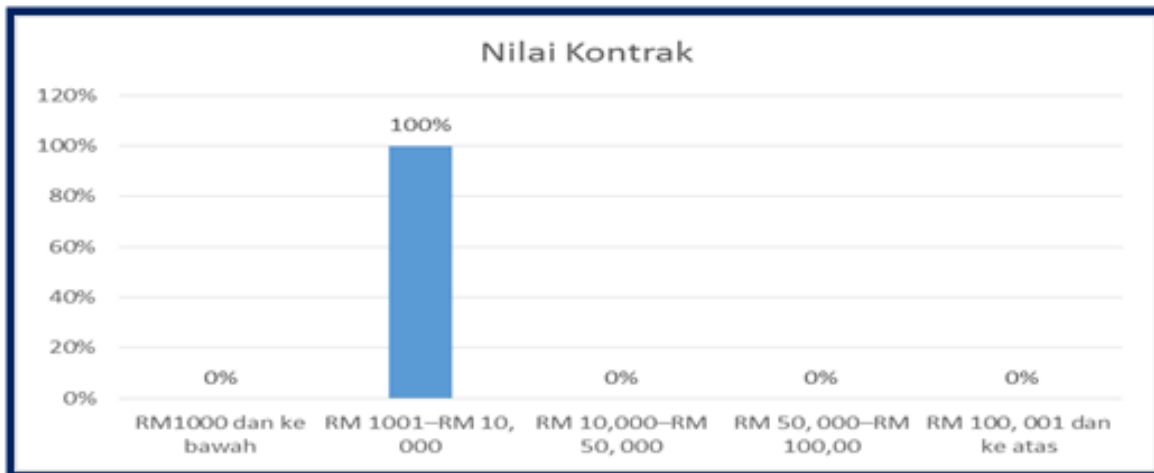 Nilai Kontrak
120%
100%
80%
60%
40%
20%
0%
0%
100%
0%
0%
0%
RM1000 dan ke
bawah
RM 1001–RM 10,
000
RM 10,000–RM
50, 000
RM 50, 000–RM
100,00
RM 100, 001 dan
ke atas